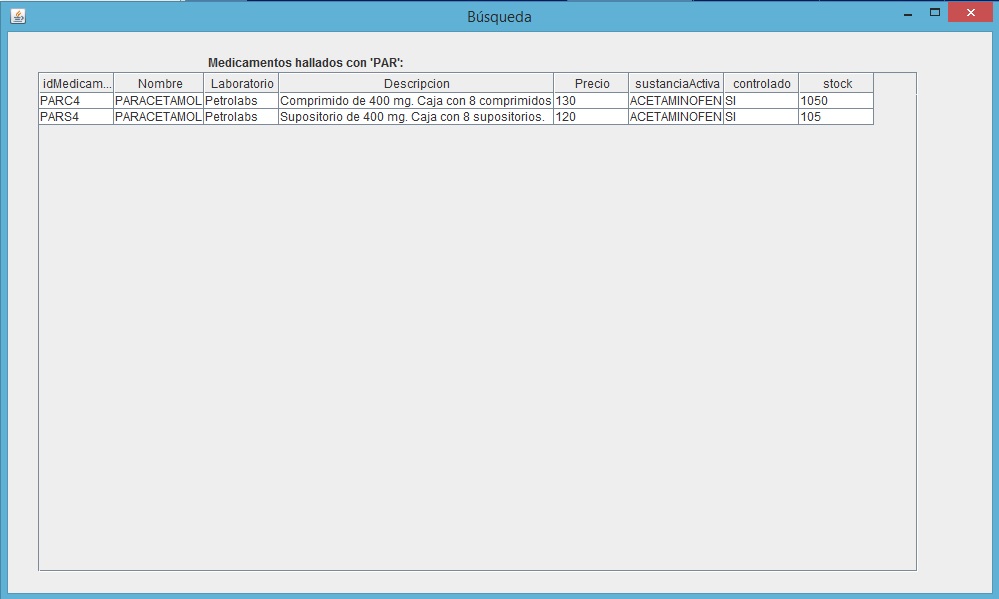 Búsqueda
Medicamentos hallados con 'PAR':
idMedicam... Nombre Laboratorio Descripcion Precio sustanciaActiva controlado stock
PARC4 PARACETAMOL Petrolabs Comprimido de 400 mg. Caja con 8 comprimidos 130 ACETAMINOFEN SI 1050
PARS4 PARACETAMOL Petrolabs Supositorio de 400 mg. Caja con 8 supositorios. 120 ACETAMINOFEN SI 105